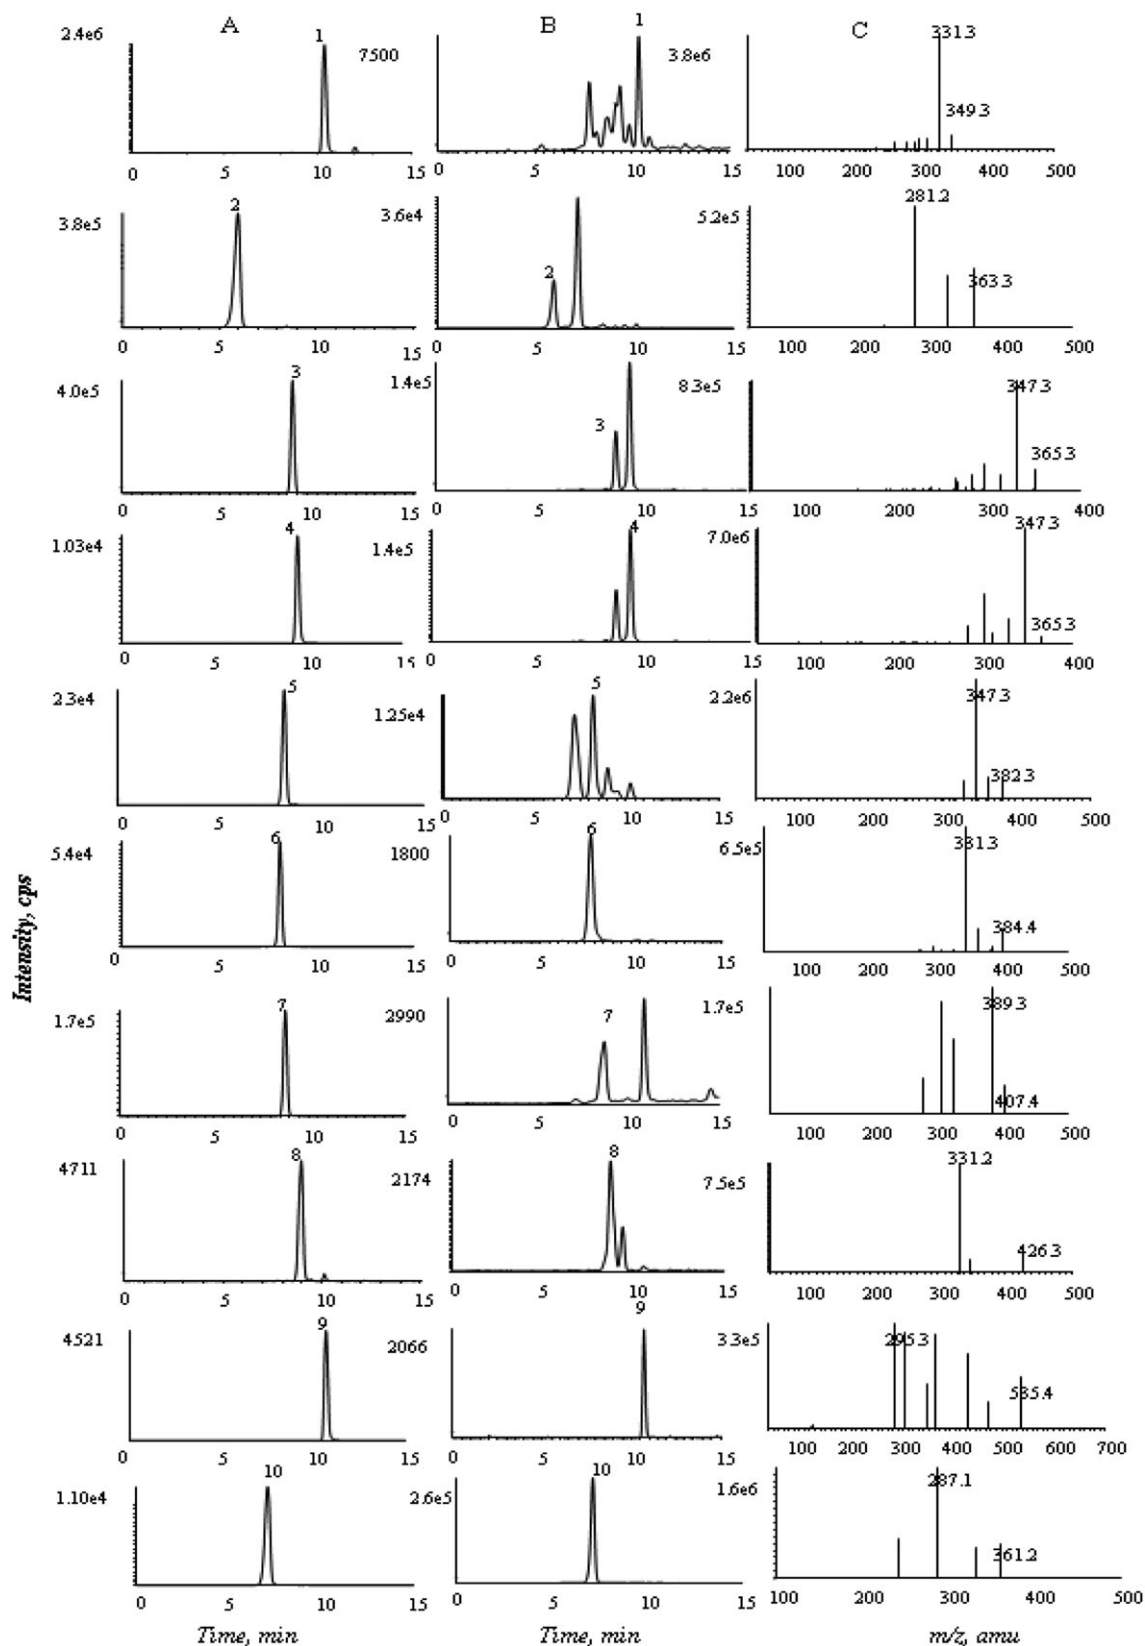 A B C
2.4e6 1 7500 1 3.8e6 331.3
349.3
0 5 10 15 0 5 10 15 100 200 300 400 500
3.8e5 2 3.6e4 2 5.2e5 281.2
363.3
0 5 10 15 0 5 10 15 100 200 300 400 500
4.0e5 3 1.4e5 3 8.3e5 347.3
365.3
0 5 10 15 0 5 10 15 100 200 300 400
1.03e4 4 1.4e5 4 7.0e6 347.3
365.3
0 5 10 15 0 5 10 15 100 200 300 400
2.3e4 5 1.25e4 5 2.2e6 347.3
382.3
0 5 10 15 0 5 10 15 100 200 300 400 500
5.4e4 6 1800 6 6.5e5 331.3
384.4
0 5 10 15 0 5 10 15 100 200 300 400 500
Intensity, cps
1.7e5 7 2990 7 1.7e5 389.3
407.4
0 5 10 15 0 5 10 15 100 200 300 400 500
4711 8 2174 8 7.5e5 331.2
426.3
0 5 10 15 0 5 10 15 100 200 300 400 500
4521 9 2066 9 3.3e5 295.3
535.4
0 5 10 15 0 5 10 15 100 200 300 400 500 700
1.10e4 10 2.6e5 10 1.6e6 287.1
361.2
0 5 10 15 0 5 10 15 100 200 300 400 500
Time, min Time, min m/z, amu